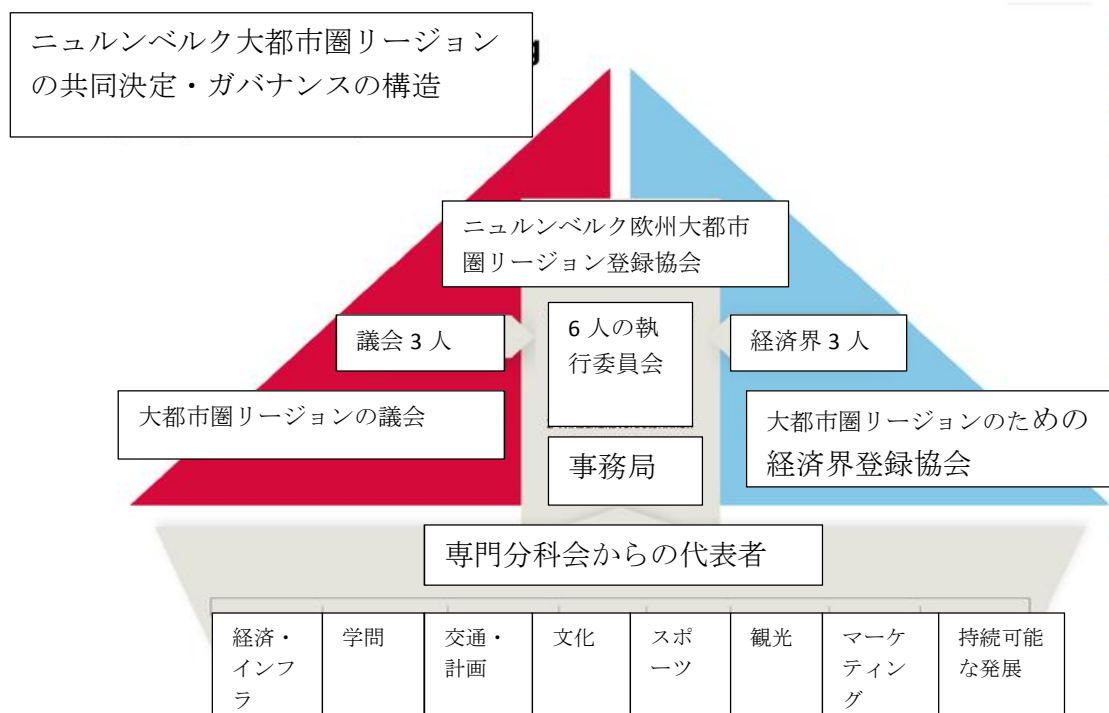 ニュルンベルク大都市圏リージョン
の共同決定・ガバナンスの構造
g
ニュルンベルク欧州大都市
圏リージョン登録協会
議会 3 人
6 人の執
行委員会
経済界 3 人
大都市圏リージョンの議会
大都市圏リージョンのための
経済界登録協会
事務局
専門分科会からの代表者
経済・
インフ
ラ
学問
交通・
計画
文化
スポ
ーツ
観光
マーケ
ティン
グ
持続可能
な発展